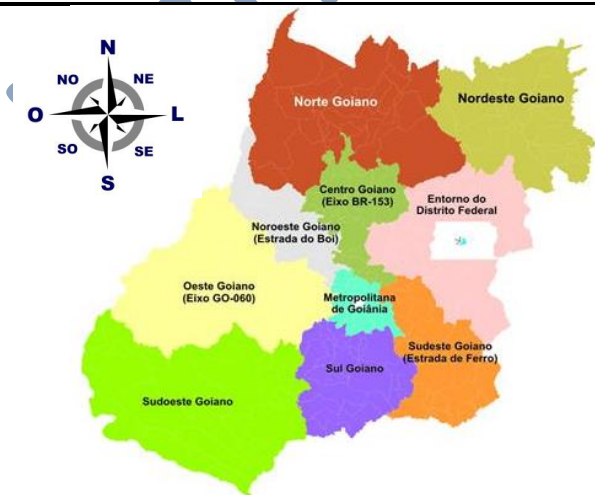 N
NO
NE
O
L
SO
SE
S
Norte Goiano
Nordeste Goiano
Centro Goiano
(Eixo BR-153)
Entorno do
Distrito Federal
Noroeste Goiano
(Estrada do Boi)
Oeste Goiano
(Eixo GO-060)
Metropolitana
de Goiânia
Sudeste Goiano
(Estrada de Ferro)
Sul Goiano
Sudoeste Goiano